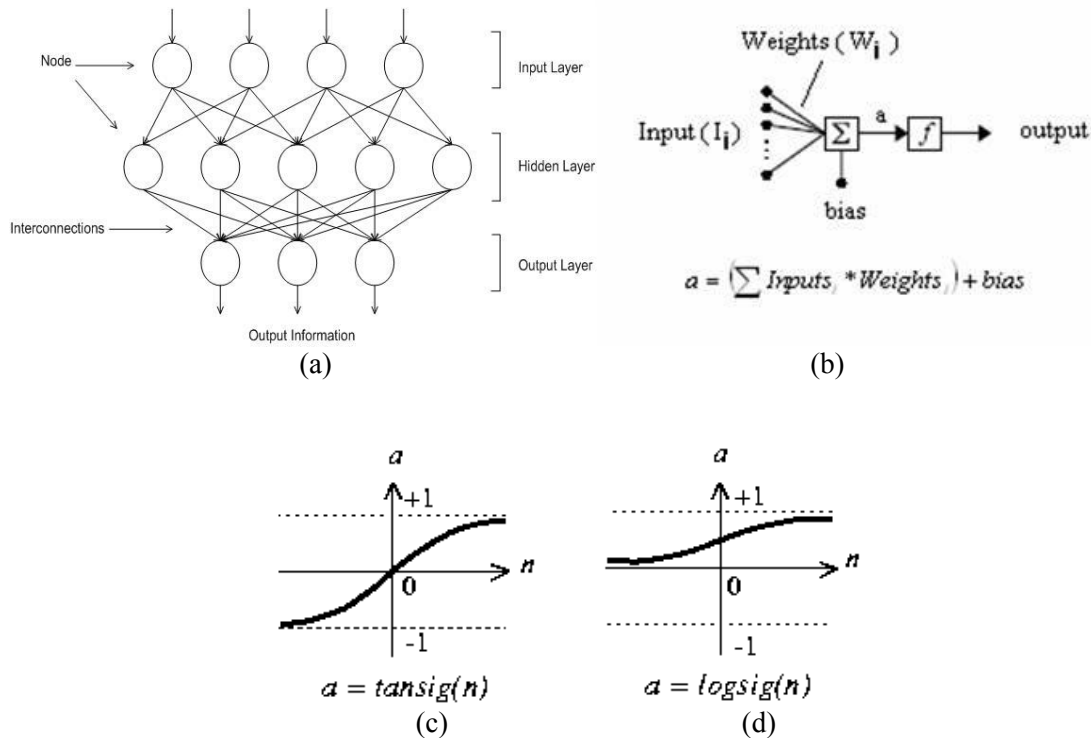 Node
Input Layer
Hidden Layer
Interconnections
Output Layer
Output Information
(a)
Weights(Wi)
Input(Ii)
Σ
a
f
output
bias
a = (∑ Inputsi *Weightsi) + bias
(b)
a
+1
n
0
-1
a = tansig(n)
(c)
a
+1
n
0
-1
a = logsig(n)
(d)